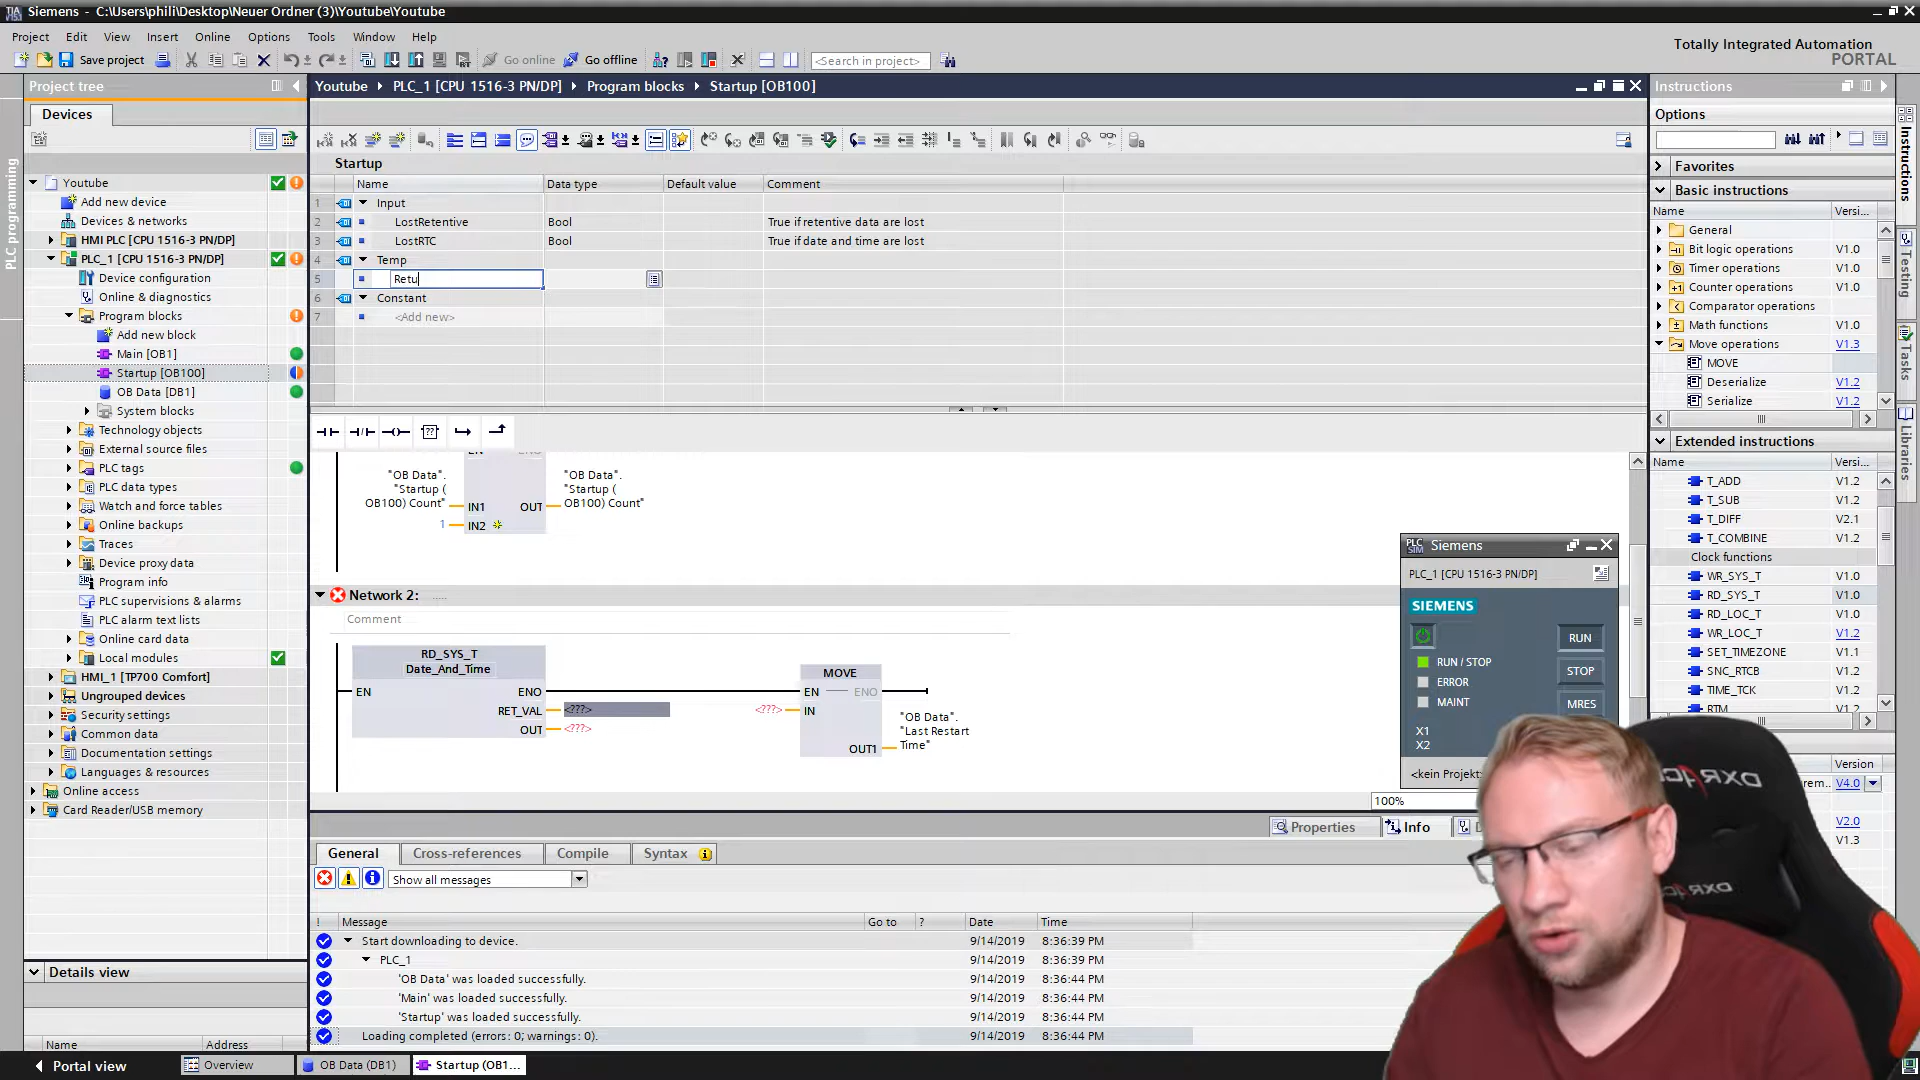 Siemens - C:\Users\phili\Desktop\Neuer Ordner (3)\Youtube\Youtube
Project Edit View Insert Online Options Tools Window Help
Totally Integrated Automation
PORTAL
Save project
Go online Go offline <Search in project>
Project tree
Youtube PLC_1 [CPU 1516-3 PN/DP] Program blocks Startup [OB100]
Instructions
Devices
Options
Startup
Favorites
Basic instructions
Name Data type Default value Comment
Name Versi...
1 Input
2 LostRetentive Bool True if retentive data are lost
3 LostRTC Bool True if date and time are lost
4 Temp
5 Retu
6 Constant
7 <Add new>
Youtube
Add new device
Devices & networks
HMI PLC [CPU 1516-3 PN/DP]
PLC_1 [CPU 1516-3 PN/DP]
Device configuration
Online & diagnostics
Program blocks
Add new block
Main [OB1]
Startup [OB100]
OB Data [DB1]
System blocks
Technology objects
External source files
PLC tags
PLC data types
Watch and force tables
Online backups
Traces
Device proxy data
Program info
PLC supervisions & alarms
PLC alarm text lists
Online card data
Local modules
HMI_1 [TP700 Comfort]
Ungrouped devices
Security settings
Common data
Documentation settings
Languages & resources
Online access
Card Reader/USB memory
Details view
Name Address
PLC programming
General
Bit logic operations V1.0
Timer operations V1.0
Counter operations V1.0
Comparator operations
Math functions V1.0
Move operations V1.3
MOVE
Deserialize V1.2
Serialize V1.2
Extended instructions
Name Versi...
T_ADD V1.2
T_SUB V1.2
T_DIFF V2.1
T_COMBINE V1.2
Clock functions
WR_SYS_T V1.0
RD_SYS_T V1.0
RD_LOC_T V1.0
WR_LOC_T V1.2
SET_TIMEZONE V1.1
SNC_RTCB V1.0
TIME_TCK V1.0
RTM V1.0
Version
V4.0
V2.0
V1.3
Instructions
Testing
Tasks
Libraries
"OB Data".
"Startup (
OB100) Count"
IN1
1 IN2
OUT
"OB Data".
"Startup (
OB100) Count"
Network 2: .....
Comment
RD_SYS_T
Date_And_Time
EN ENO
RET_VAL <???>
OUT <???>
MOVE
EN ENO
<???> IN
OUT1
"OB Data".
"Last Restart
Time"
100%
PLC
SIM
Siemens
PLC_1 [CPU 1516-3 PN/DP]
SIEMENS
RUN
RUN / STOP
STOP
ERROR
MAINT
MRES
X1
X2
<kein Projekt
Properties Info
General Cross-references Compile Syntax
Show all messages
! Message Go to ? Date Time
Start downloading to device. 9/14/2019 8:36:39 PM
PLC_1 9/14/2019 8:36:39 PM
'OB Data' was loaded successfully. 9/14/2019 8:36:44 PM
'Main' was loaded successfully. 9/14/2019 8:36:44 PM
'Startup' was loaded successfully. 9/14/2019 8:36:44 PM
Loading completed (errors: 0; warnings: 0). 9/14/2019 8:36:44 PM
Portal view Overview OB Data (DB1) Startup (OB1...